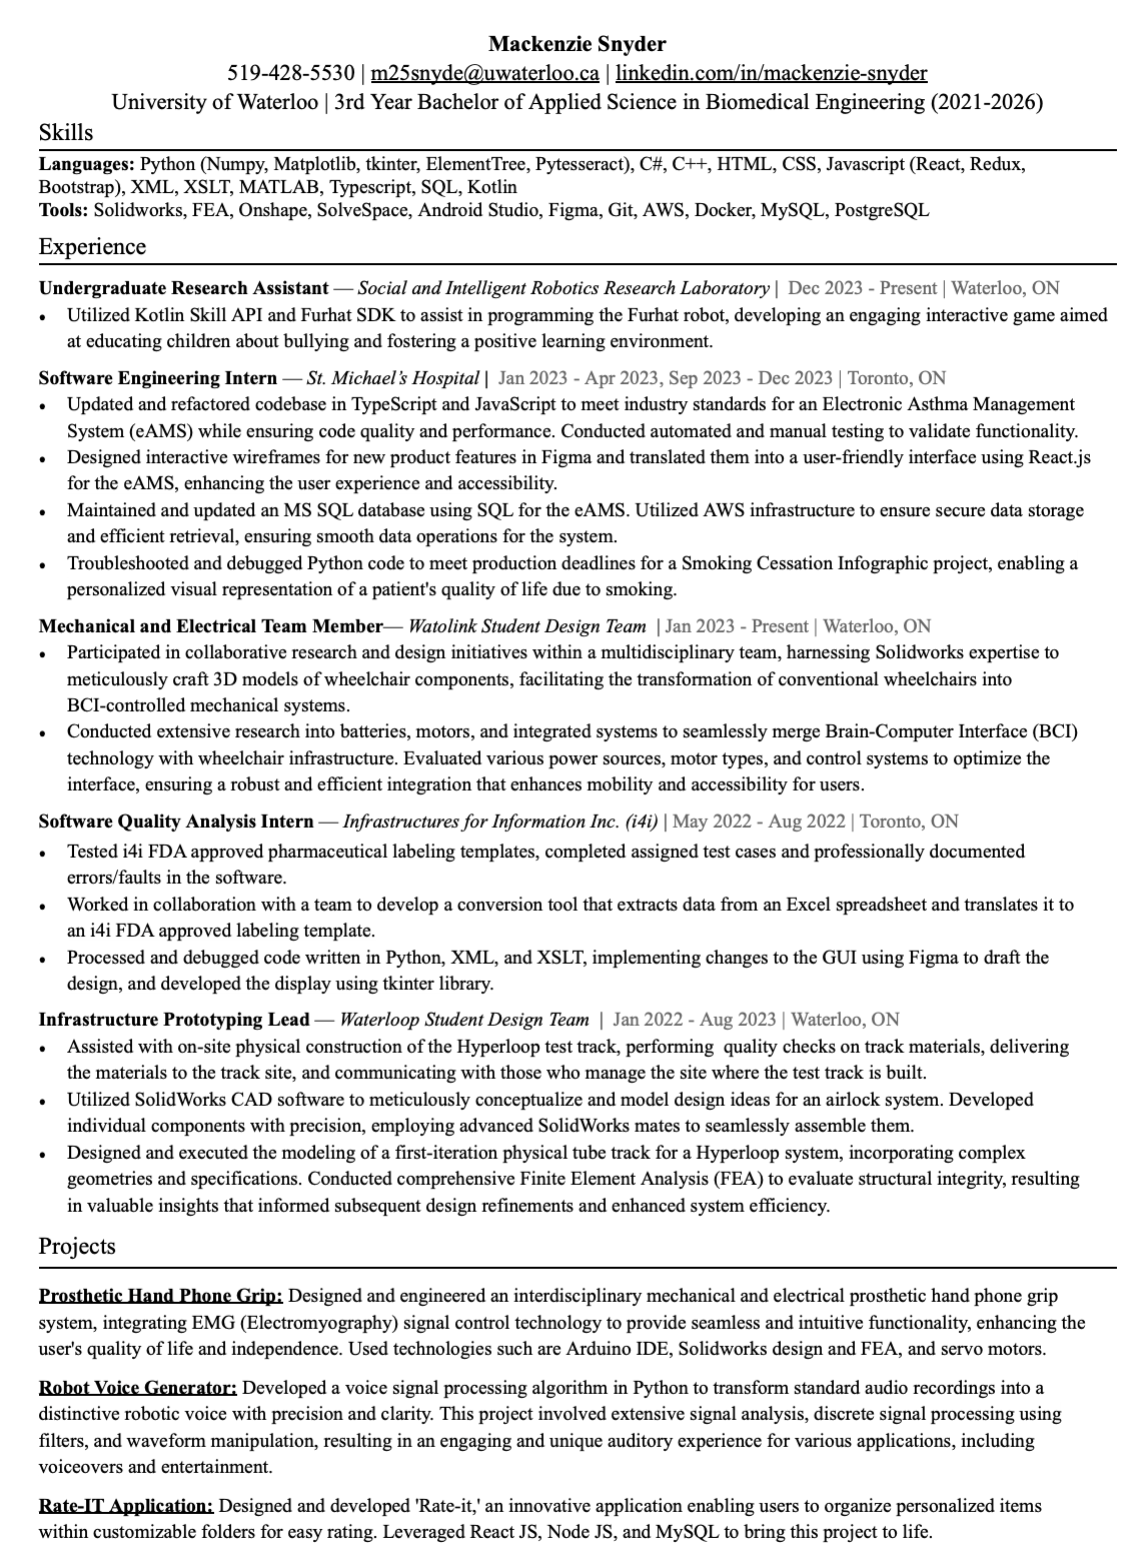 Mackenzie Snyder
519-428-5530 | m25snyde@uwaterloo.ca | linkedin.com/in/mackenzie-snyder
University of Waterloo | 3rd Year Bachelor of Applied Science in Biomedical Engineering (2021-2026)
Skills
Languages: Python (Numpy, Matplotlib, tkinter, ElementTree, Pytesseract), C#, C++, HTML, CSS, Javascript (React, Redux,
Bootstrap), XML, XSLT, MATLAB, Typescript, SQL, Kotlin
Tools: Solidworks, FEA, Onshape, SolveSpace, Android Studio, Figma, Git, AWS, Docker, MySQL, PostgreSQL
Experience
Undergraduate Research Assistant — Social and Intelligent Robotics Research Laboratory | Dec 2023 - Present | Waterloo, ON
• Utilized Kotlin Skill API and Furhat SDK to assist in programming the Furhat robot, developing an engaging interactive game aimed
at educating children about bullying and fostering a positive learning environment.
Software Engineering Intern — St. Michael’s Hospital | Jan 2023 - Apr 2023, Sep 2023 - Dec 2023 | Toronto, ON
• Updated and refactored codebase in TypeScript and JavaScript to meet industry standards for an Electronic Asthma Management
System (eAMS) while ensuring code quality and performance. Conducted automated and manual testing to validate functionality.
• Designed interactive wireframes for new product features in Figma and translated them into a user-friendly interface using React.js
for the eAMS, enhancing the user experience and accessibility.
• Maintained and updated an MS SQL database using SQL for the eAMS. Utilized AWS infrastructure to ensure secure data storage
and efficient retrieval, ensuring smooth data operations for the system.
• Troubleshooted and debugged Python code to meet production deadlines for a Smoking Cessation Infographic project, enabling a
personalized visual representation of a patient's quality of life due to smoking.
Mechanical and Electrical Team Member— Watolink Student Design Team | Jan 2023 - Present | Waterloo, ON
• Participated in collaborative research and design initiatives within a multidisciplinary team, harnessing Solidworks expertise to
meticulously craft 3D models of wheelchair components, facilitating the transformation of conventional wheelchairs into
BCI-controlled mechanical systems.
• Conducted extensive research into batteries, motors, and integrated systems to seamlessly merge Brain-Computer Interface (BCI)
technology with wheelchair infrastructure. Evaluated various power sources, motor types, and control systems to optimize the
interface, ensuring a robust and efficient integration that enhances mobility and accessibility for users.
Software Quality Analysis Intern — Infrastructures for Information Inc. (i4i) | May 2022 - Aug 2022 | Toronto, ON
• Tested i4i FDA approved pharmaceutical labeling templates, completed assigned test cases and professionally documented
errors/faults in the software.
• Worked in collaboration with a team to develop a conversion tool that extracts data from an Excel spreadsheet and translates it to
an i4i FDA approved labeling template.
• Processed and debugged code written in Python, XML, and XSLT, implementing changes to the GUI using Figma to draft the
design, and developed the display using tkinter library.
Infrastructure Prototyping Lead — Waterloop Student Design Team | Jan 2022 - Aug 2023 | Waterloo, ON
• Assisted with on-site physical construction of the Hyperloop test track, performing quality checks on track materials, delivering
the materials to the track site, and communicating with those who manage the site where the test track is built.
• Utilized SolidWorks CAD software to meticulously conceptualize and model design ideas for an airlock system. Developed
individual components with precision, employing advanced SolidWorks mates to seamlessly assemble them.
• Designed and executed the modeling of a first-iteration physical tube track for a Hyperloop system, incorporating complex
geometries and specifications. Conducted comprehensive Finite Element Analysis (FEA) to evaluate structural integrity, resulting
in valuable insights that informed subsequent design refinements and enhanced system efficiency.
Projects
Prosthetic Hand Phone Grip: Designed and engineered an interdisciplinary mechanical and electrical prosthetic hand phone grip
system, integrating EMG (Electromyography) signal control technology to provide seamless and intuitive functionality, enhancing the
user's quality of life and independence. Used technologies such are Arduino IDE, Solidworks design and FEA, and servo motors.
Robot Voice Generator: Developed a voice signal processing algorithm in Python to transform standard audio recordings into a
distinctive robotic voice with precision and clarity. This project involved extensive signal analysis, discrete signal processing using
filters, and waveform manipulation, resulting in an engaging and unique auditory experience for various applications, including
voiceovers and entertainment.
Rate-IT Application: Designed and developed 'Rate-it,' an innovative application enabling users to organize personalized items
within customizable folders for easy rating. Leveraged React JS, Node JS, and MySQL to bring this project to life.